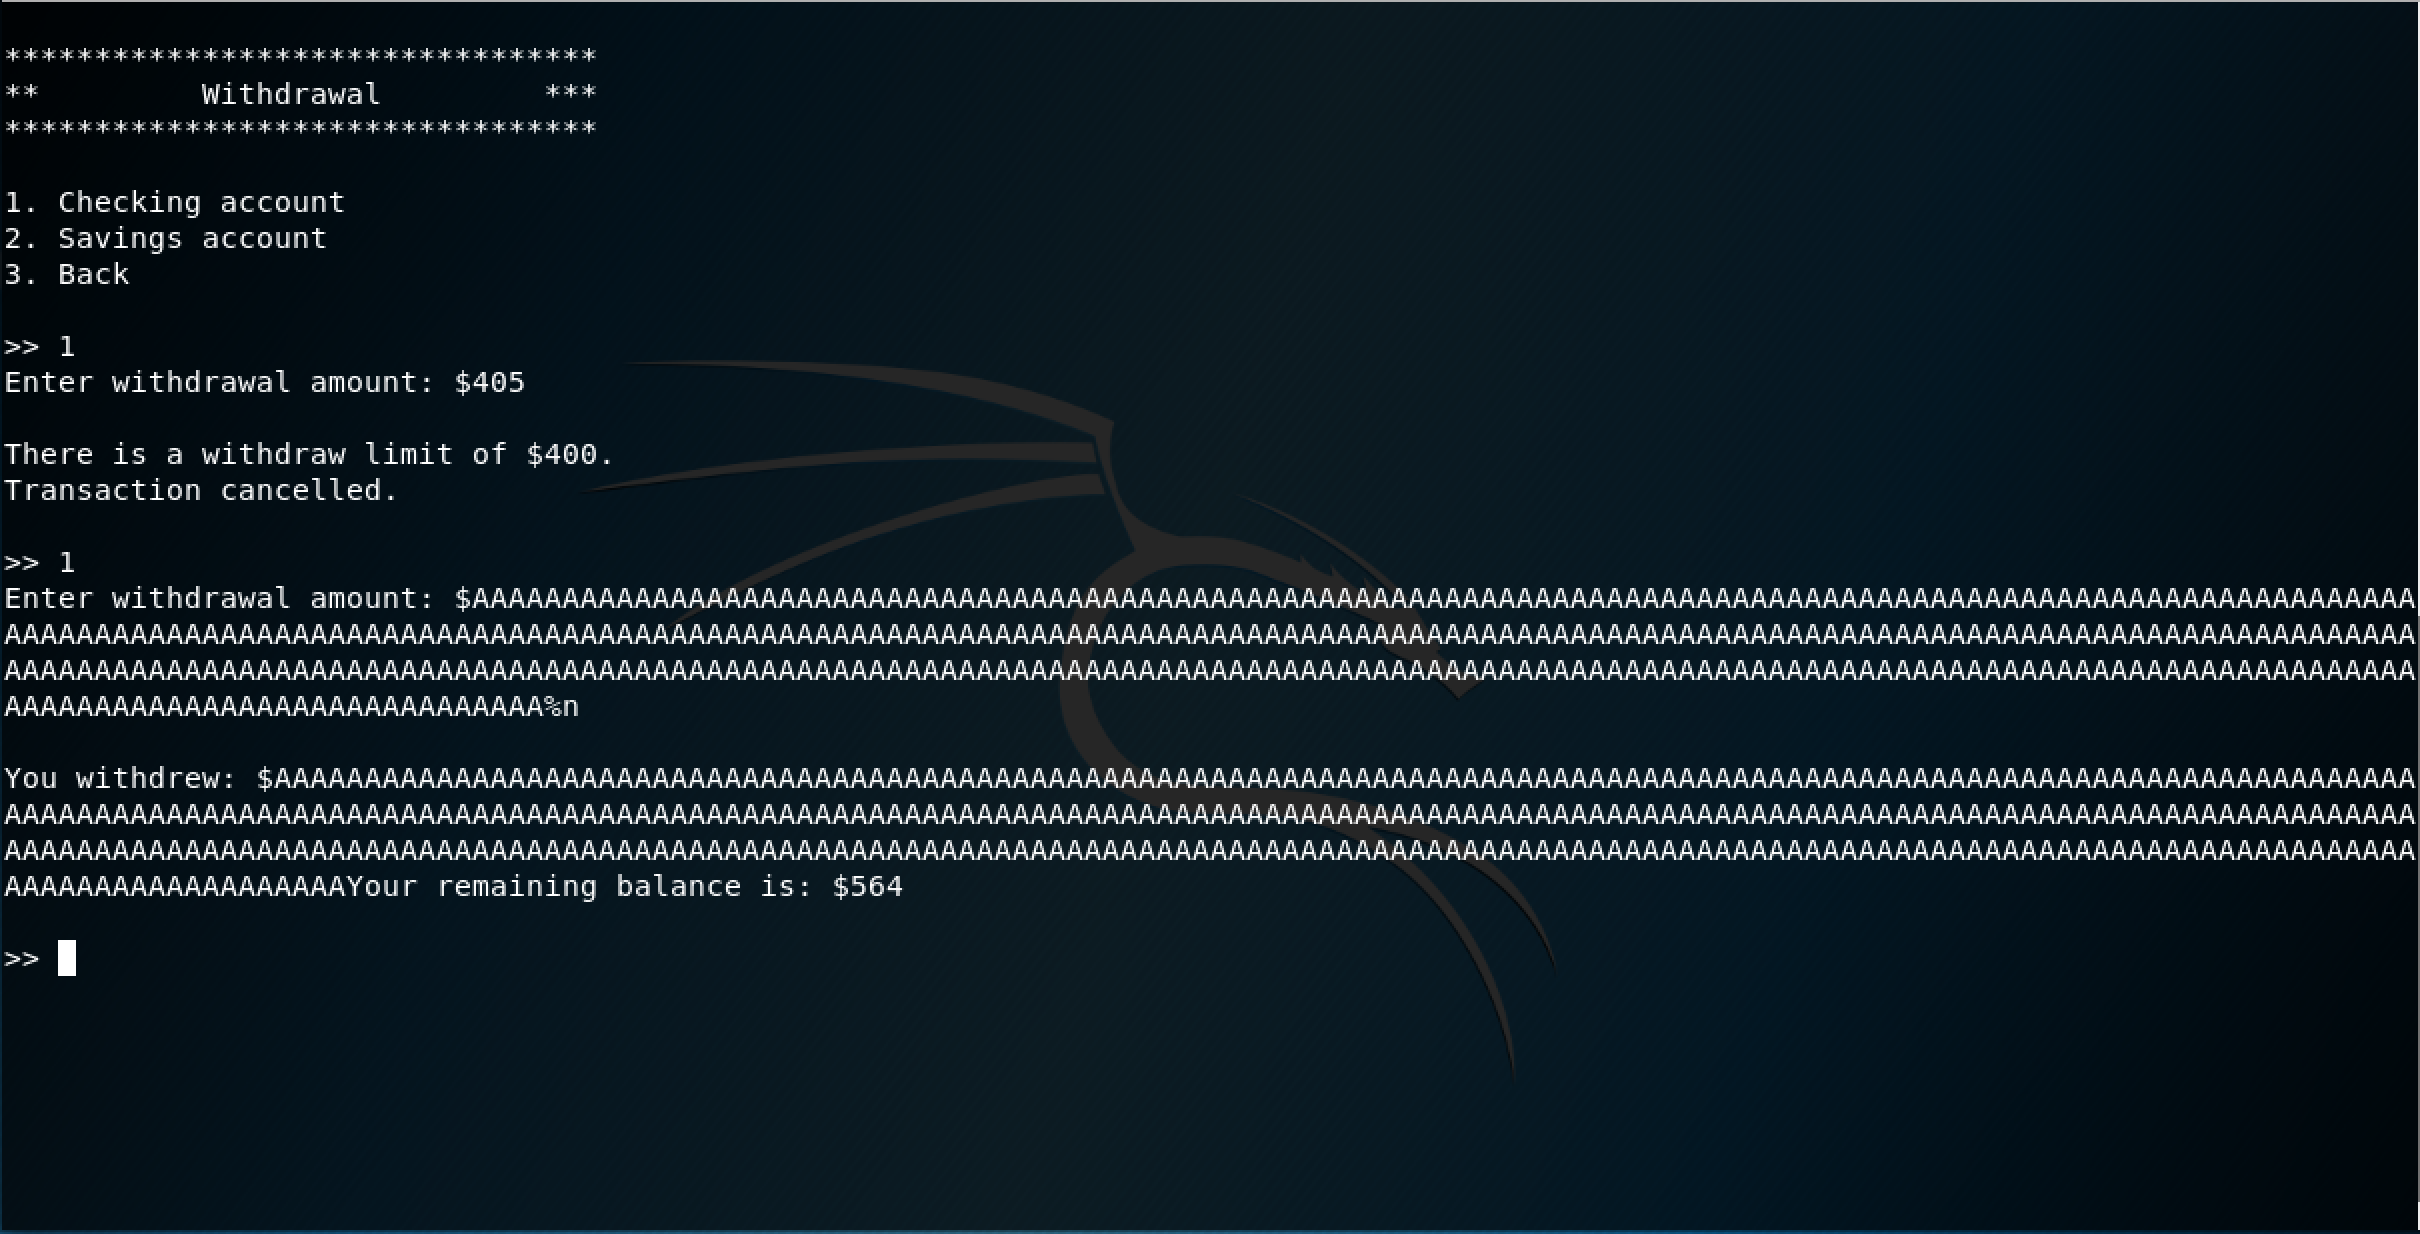 *********************************
**         Withdrawal         ***
*********************************
1. Checking account
2. Savings account
3. Back
>> 1
Enter withdrawal amount: $405
There is a withdraw limit of $400.
Transaction cancelled.
>> 1
Enter withdrawal amount: $AAAAAAAAAAAAAAAAAAAAAAAAAAAAAAAAAAAAAAAAAAAAAAAAAAAAAAAAAAAAAAAAAAAAAAAAAAAAAAAAAAAAAAAAAAAAAAAAAAAAAAAAAAAA
AAAAAAAAAAAAAAAAAAAAAAAAAAAAAAAAAAAAAAAAAAAAAAAAAAAAAAAAAAAAAAAAAAAAAAAAAAAAAAAAAAAAAAAAAAAAAAAAAAAAAAAAAAAAAAAAAAAAAAAAAAAAAAAAAAAAAA
AAAAAAAAAAAAAAAAAAAAAAAAAAAAAAAAAAAAAAAAAAAAAAAAAAAAAAAAAAAAAAAAAAAAAAAAAAAAAAAAAAAAAAAAAAAAAAAAAAAAAAAAAAAAAAAAAAAAAAAAAAAAAAAAAAAAAA
AAAAAAAAAAAAAAAAAAAAAAAAAAAAAA%n
You withdrew: $AAAAAAAAAAAAAAAAAAAAAAAAAAAAAAAAAAAAAAAAAAAAAAAAAAAAAAAAAAAAAAAAAAAAAAAAAAAAAAAAAAAAAAAAAAAAAAAAAAAAAAAAAAAAAAAAAAAAAAA
AAAAAAAAAAAAAAAAAAAAAAAAAAAAAAAAAAAAAAAAAAAAAAAAAAAAAAAAAAAAAAAAAAAAAAAAAAAAAAAAAAAAAAAAAAAAAAAAAAAAAAAAAAAAAAAAAAAAAAAAAAAAAAAAAAAAAA
AAAAAAAAAAAAAAAAAAAAAAAAAAAAAAAAAAAAAAAAAAAAAAAAAAAAAAAAAAAAAAAAAAAAAAAAAAAAAAAAAAAAAAAAAAAAAAAAAAAAAAAAAAAAAAAAAAAAAAAAAAAAAAAAAAAAAA
AAAAAAAAAAAAAAAAAAAYour remaining balance is: $564
>>